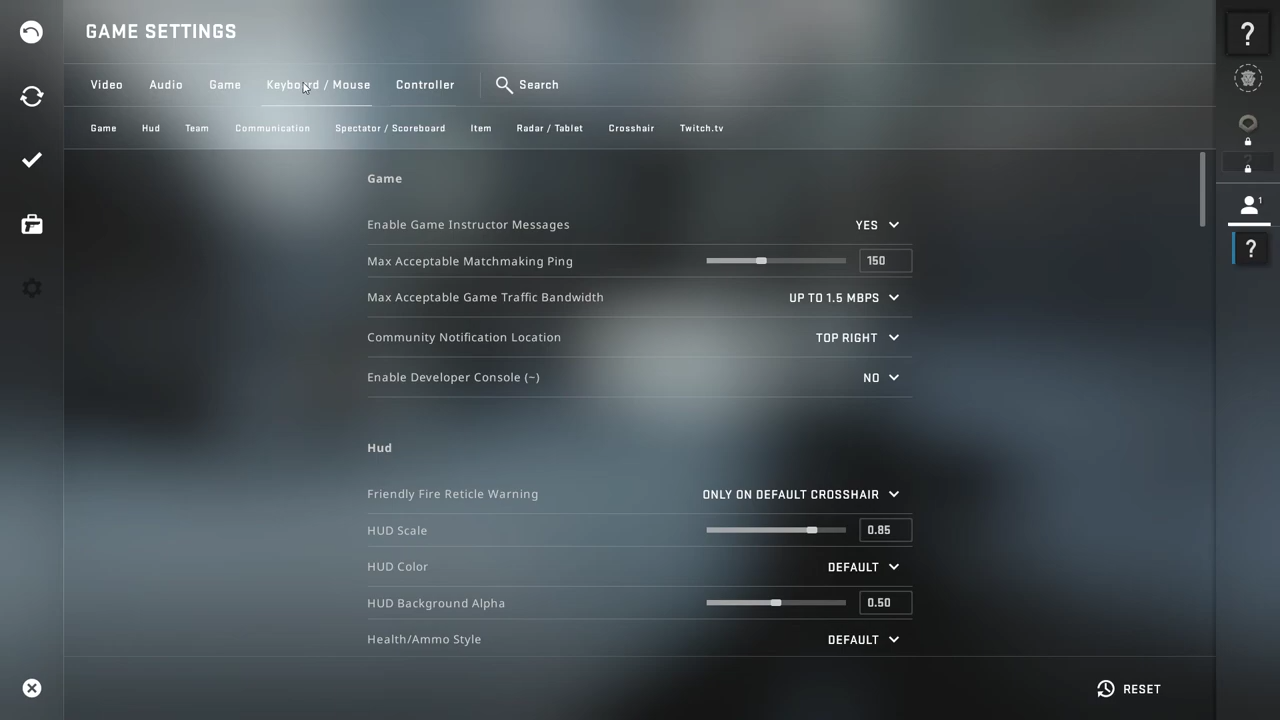 GAME SETTINGS
Video Audio Game Keyboard / Mouse Controller Search
Game Hud Team Communication Spectator / Scoreboard Item Radar / Tablet Crosshair Twitch.tv
Game
Enable Game Instructor Messages YES
Max Acceptable Matchmaking Ping 150
Max Acceptable Game Traffic Bandwidth UP TO 1.5 MBPS
Community Notification Location TOP RIGHT
Enable Developer Console (~) NO
Hud
Friendly Fire Reticle Warning ONLY ON DEFAULT CROSSHAIR
HUD Scale 0.85
HUD Color DEFAULT
HUD Background Alpha 0.50
Health/Ammo Style DEFAULT
RESET
?
?
1
?